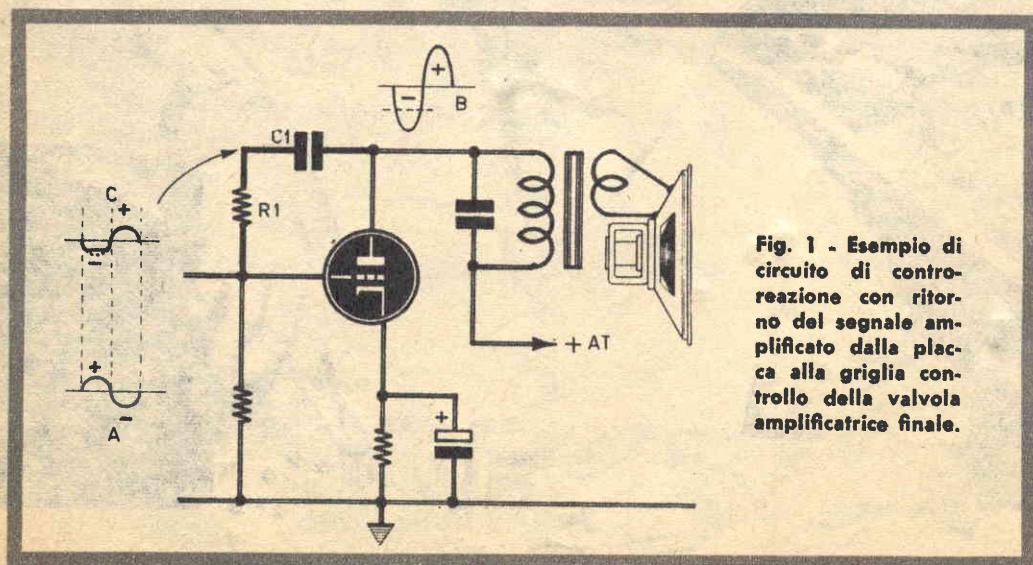 +
−
B
C1
C
+
−
R1
+
−
A
+ AT
+
Fig. 1 - Esempio di
circuito di contro-
reazione con ritor-
no del segnale am-
plificato dalla plac-
ca alla griglia con-
trollo della valvola
amplificatrice finale.